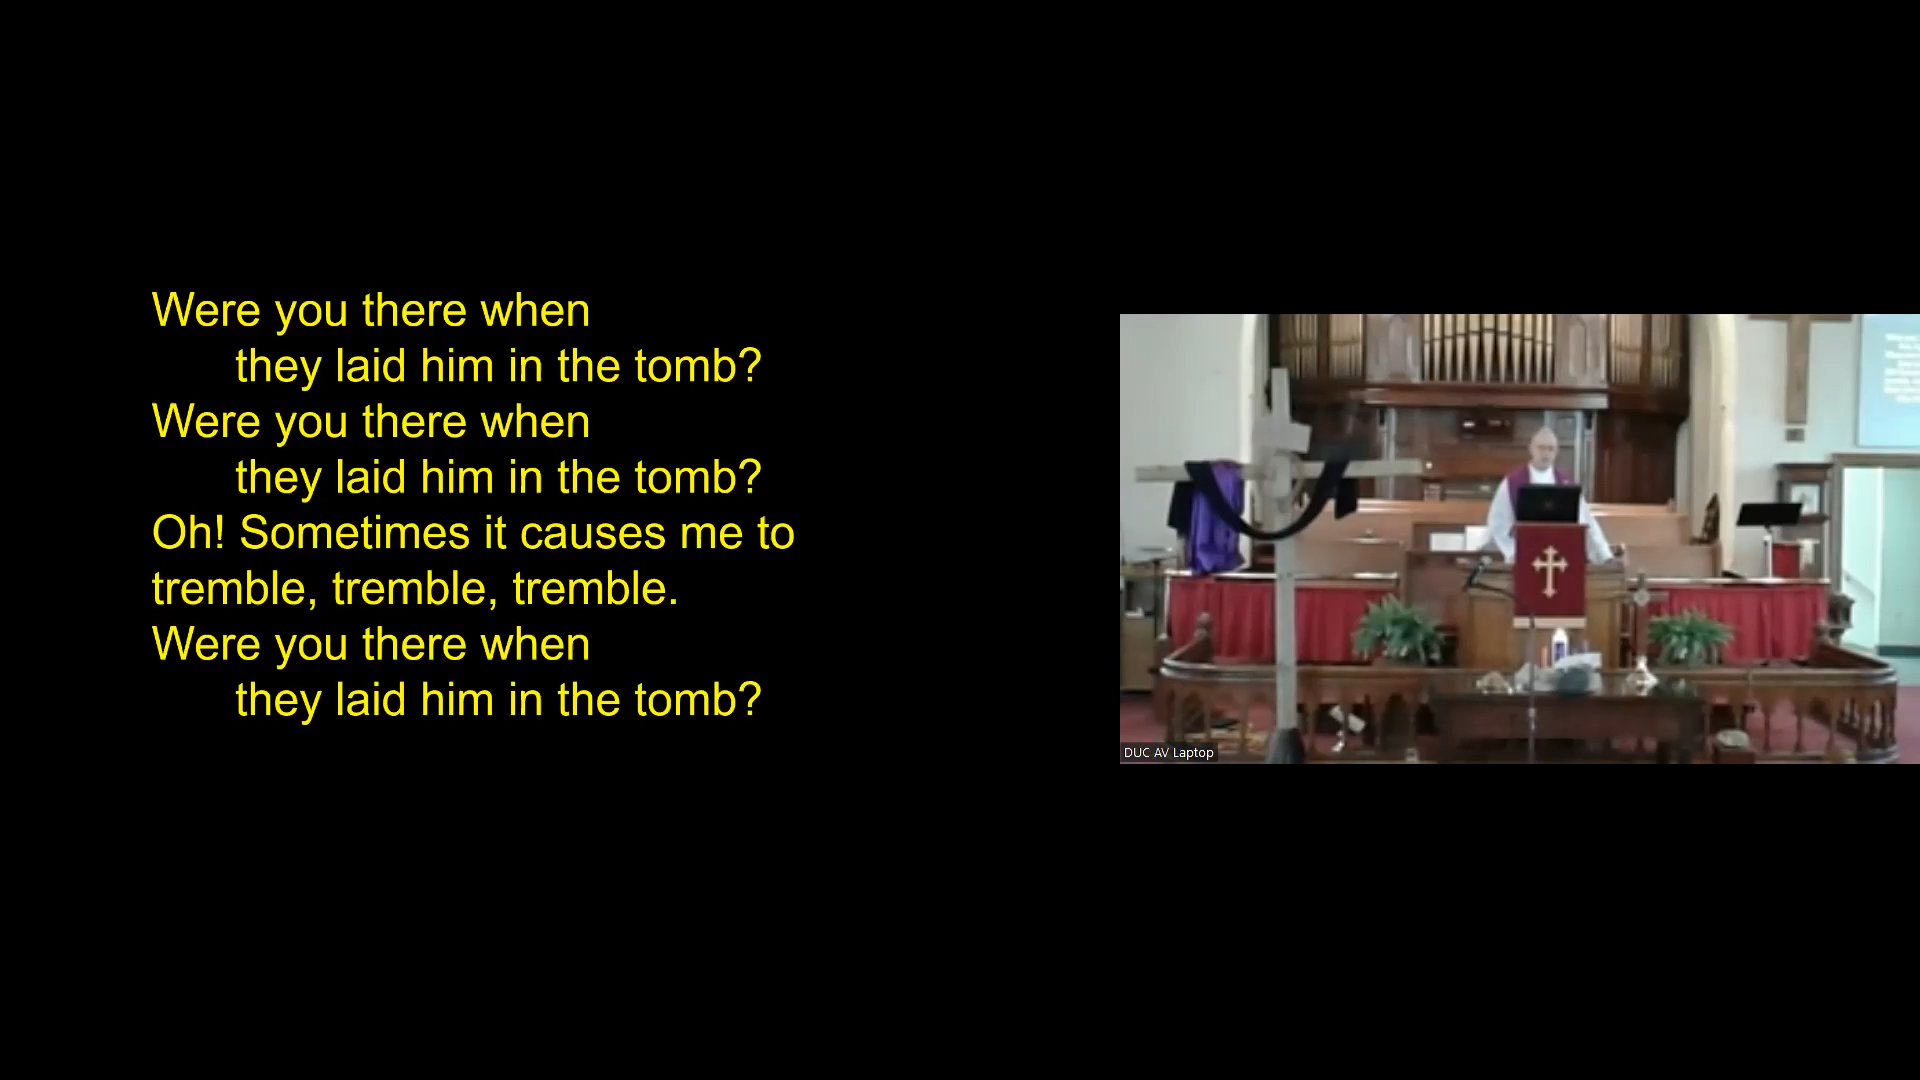 Were you there when
they laid him in the tomb?
Were you there when
they laid him in the tomb?
Oh! Sometimes it causes me to
tremble, tremble, tremble.
Were you there when
they laid him in the tomb?
DUC AV Laptop